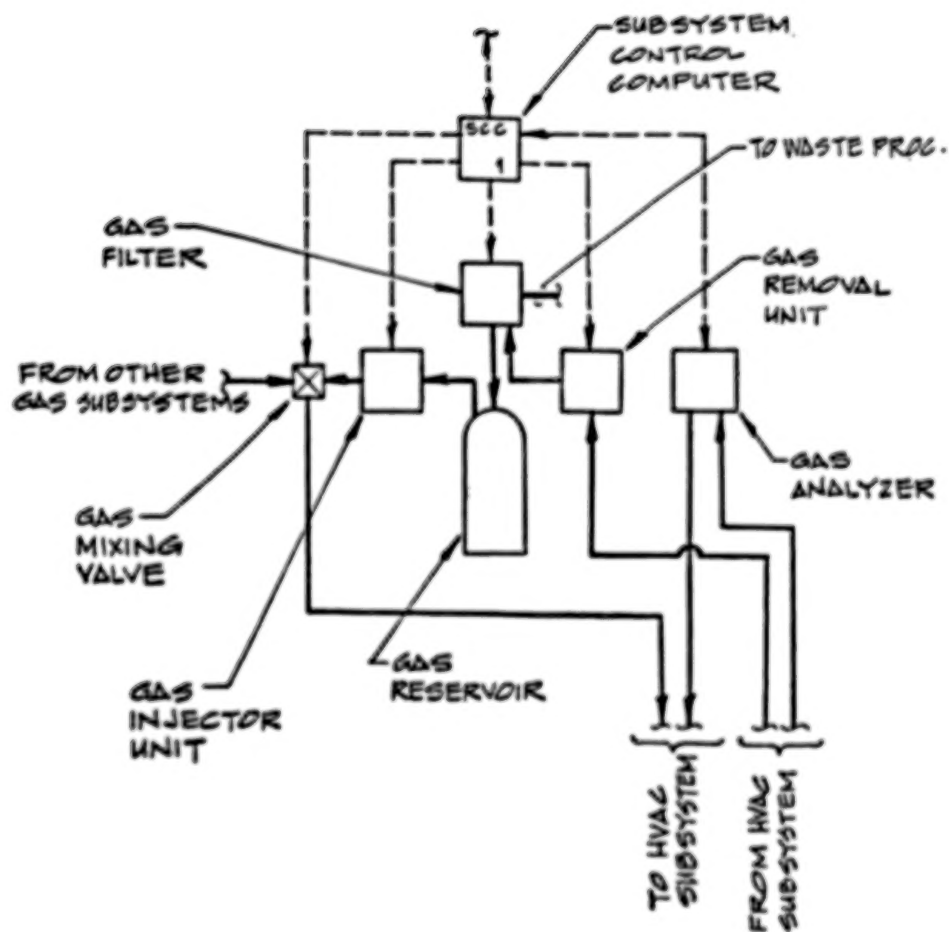 SUBSYSTEM
CONTROL
COMPUTER
SCC
1
TO WASTE PROC.
GAS
FILTER
GAS
REMOVAL
UNIT
FROM OTHER
GAS SUBSYSTEMS
GAS
ANALYZER
GAS
MIXING
VALVE
GAS
RESERVOIR
GAS
INJECTOR
UNIT
TO HVAC
SUBSYSTEM
FROM HVAC
SUBSYSTEM